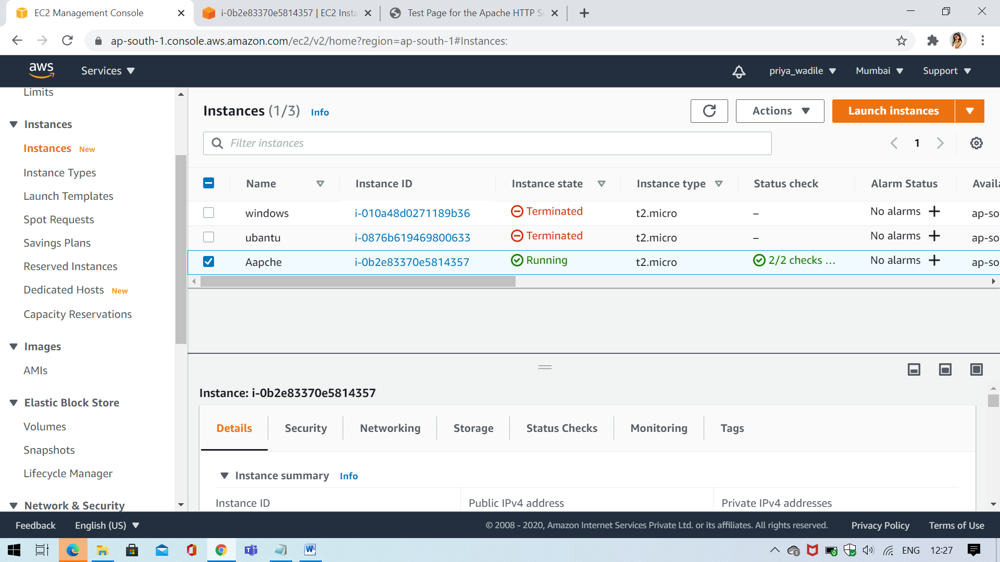 EC2 Management Console
i-0b2e83370e5814357 | EC2 Insta
Test Page for the Apache HTTP Se
ap-south-1.console.aws.amazon.com/ec2/v2/home?region=ap-south-1#Instances:
aws
Services
priya_wadile
Mumbai
Support
Limits
Instances
Instances New
Instance Types
Launch Templates
Spot Requests
Savings Plans
Reserved Instances
Dedicated Hosts New
Capacity Reservations
Images
AMIs
Elastic Block Store
Volumes
Snapshots
Lifecycle Manager
Network & Security
Instances (1/3) Info
Actions
Launch instances
Filter instances
1
Name Instance ID Instance state Instance type Status check Alarm Status Availa
windows i-010a48d0271189b36 Terminated t2.micro – No alarms + ap-so
ubantu i-0876b619469800633 Terminated t2.micro – No alarms + ap-so
Aapche i-0b2e83370e5814357 Running t2.micro 2/2 checks ... No alarms + ap-so
Instance: i-0b2e83370e5814357
Details Security Networking Storage Status Checks Monitoring Tags
Instance summary Info
Instance ID Public IPv4 address Private IPv4 addresses
Feedback English (US) © 2008 - 2020, Amazon Internet Services Private Ltd. or its affiliates. All rights reserved. Privacy Policy Terms of Use
ENG 12:27